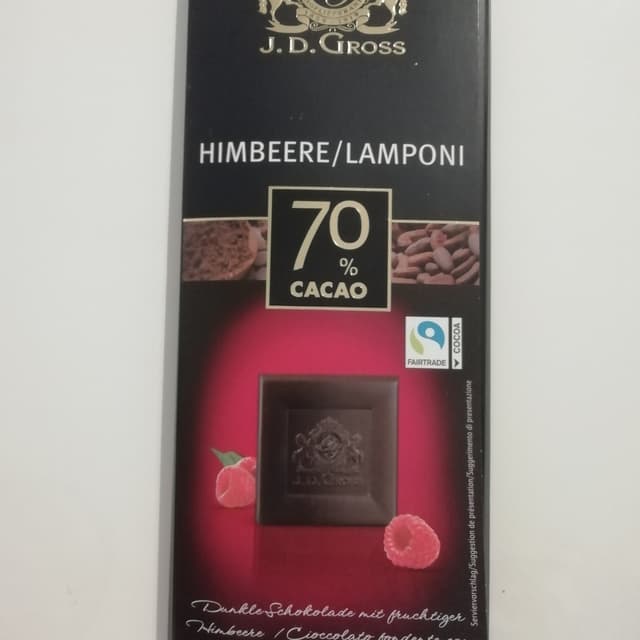 J. D. GROSS
HIMBEERE/LAMPONI
70
%
CACAO
FAIRTRADE
COCOA
J. D. GROSS
Serviervorschlag/Suggestion de présentation/Suggerimento di presentazione
Dunkle Schokolade mit fruchtiger
Himbeere / Cioccolato fondente